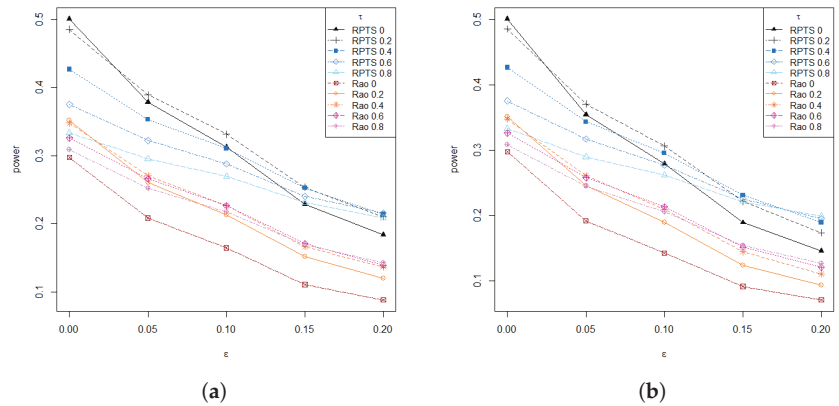 τ
RPTS 0
RPTS 0.2
RPTS 0.4
RPTS 0.6
RPTS 0.8
Rao 0
Rao 0.2
Rao 0.4
Rao 0.6
Rao 0.8
power
0.5
0.4
0.3
0.2
0.1
0.00 0.05 0.10 0.15 0.20
ε
(a)
τ
RPTS 0
RPTS 0.2
RPTS 0.4
RPTS 0.6
RPTS 0.8
Rao 0
Rao 0.2
Rao 0.4
Rao 0.6
Rao 0.8
power
0.5
0.4
0.3
0.2
0.1
0.00 0.05 0.10 0.15 0.20
ε
(b)